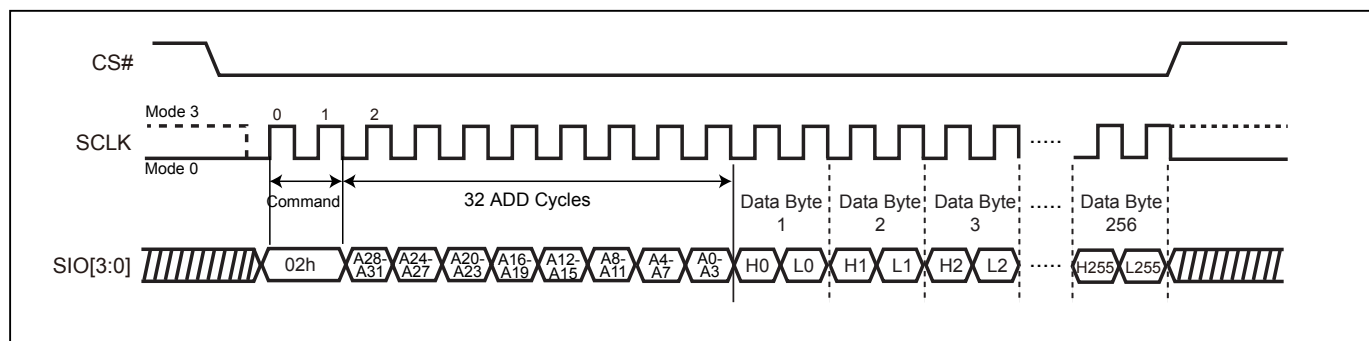 CS#
Mode 3
0 1 2
SCLK
.....
Mode 0
Command
32 ADD Cycles
Data Byte
1
Data Byte
2
Data Byte
3
.....
Data Byte
256
SIO[3:0]
02h
A28-
A31
A24-
A27
A20-
A23
A16-
A19
A12-
A15
A8-
A11
A4-
A7
A0-
A3
H0 L0 H1 L1 H2 L2 ..... H255 L255